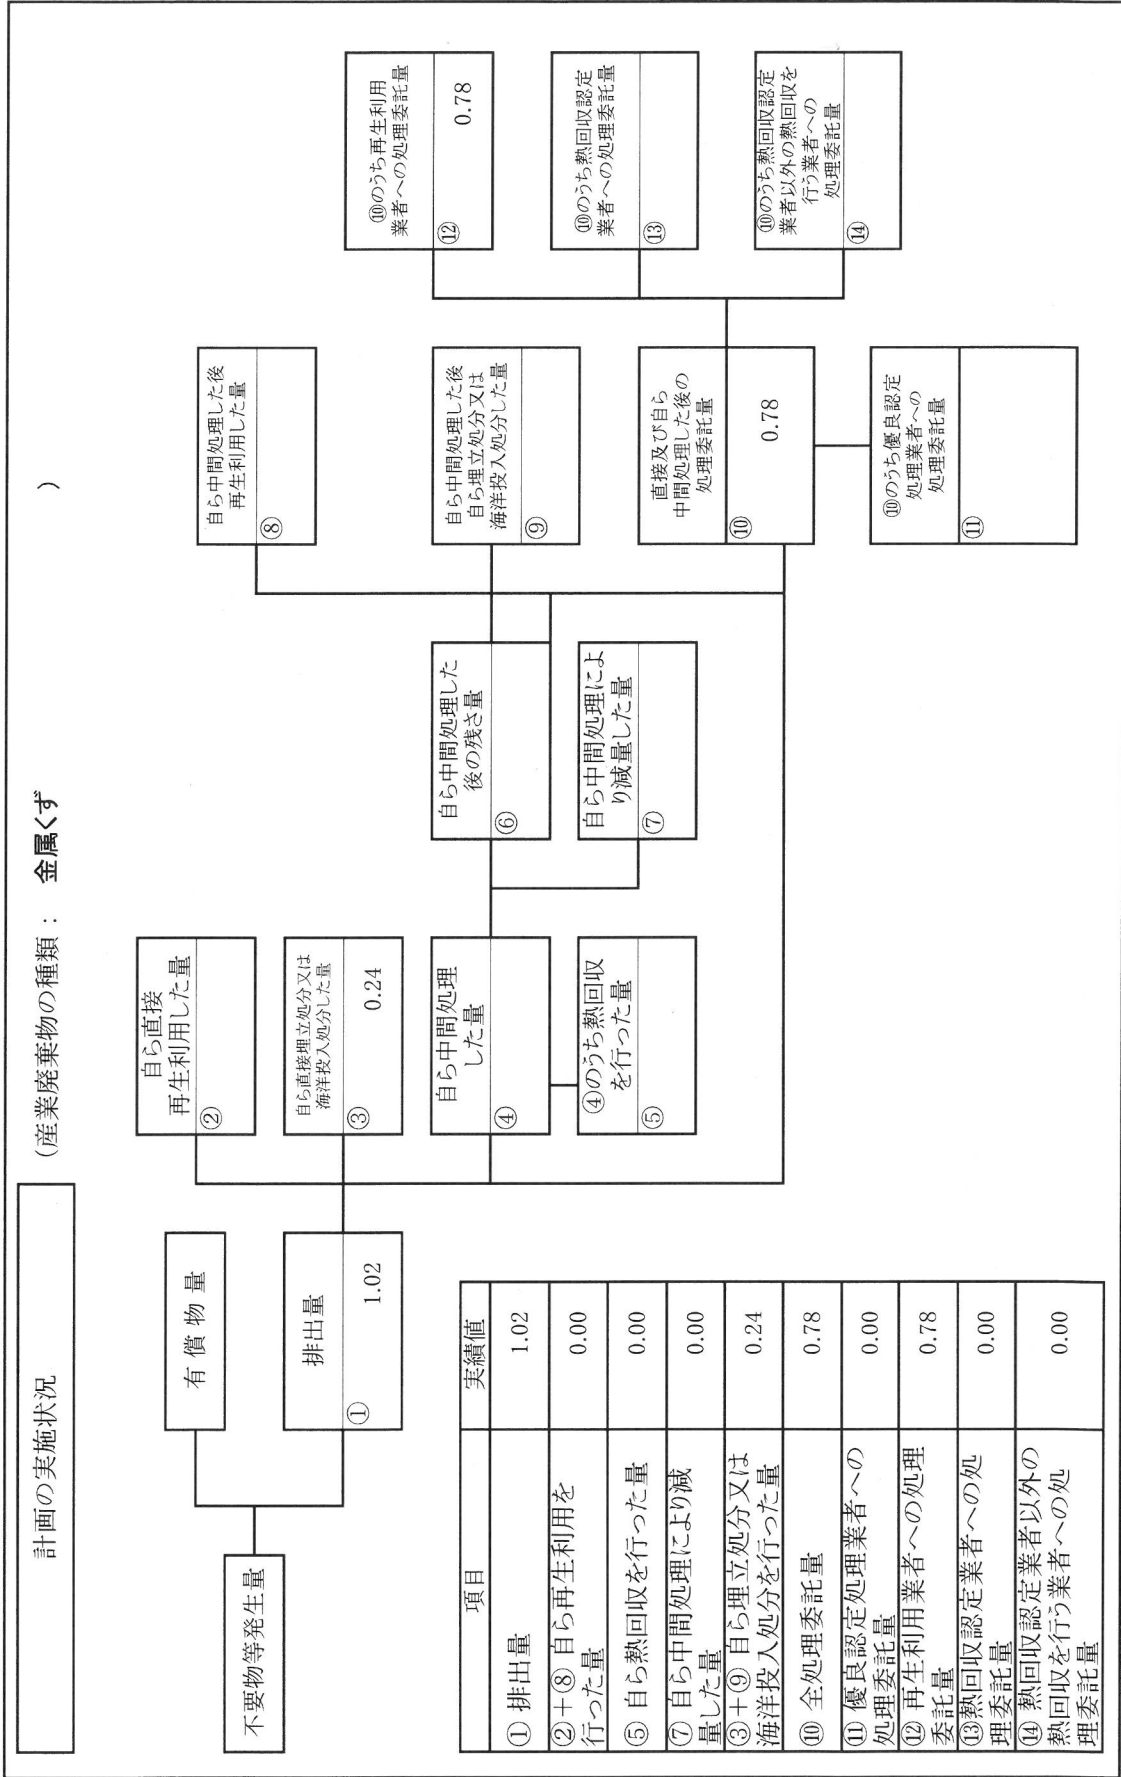 計画の実施状況
(産業廃棄物の種類： 金属くず )
不要物等発生量
有償物量
排出量
① 1.02
自ら直接
再生利用した量
②
自ら直接埋立処分又は
海洋投入処分した量
③ 0.24
自ら中間処理
した量
④
④のうち熱回収
を行った量
⑤
自ら中間処理した
後の残さ量
⑥
自ら中間処理によ
り減量した量
⑦
自ら中間処理した後
再生利用した量
⑧
自ら中間処理した後
自ら埋立処分又は
海洋投入処分した量
⑨
直接及び自ら
中間処理した後の
処理委託量
⑩ 0.78
⑩のうち優良認定
処理業者への
処理委託量
⑪
⑩のうち再生利用
業者への処理委託量
⑫ 0.78
⑩のうち熱回収認定
業者への処理委託量
⑬
⑩のうち熱回収認定
業者以外の熱回収を
行う業者への
処理委託量
⑭
項目 実績値
① 排出量 1.02
②＋⑧ 自ら再生利用を
行った量 0.00
⑤ 自ら熱回収を行った量 0.00
⑦ 自ら中間処理により減
量した量 0.00
③＋⑨ 自ら埋立処分又は
海洋投入処分を行った量 0.24
⑩ 全処理委託量 0.78
⑪ 優良認定処理業者への
処理委託量 0.00
⑫ 再生利用業者への処理
委託量 0.78
⑬熱回収認定業者への処
理委託量 0.00
⑭ 熱回収認定業者以外の
熱回収を行う業者への処
理委託量 0.00